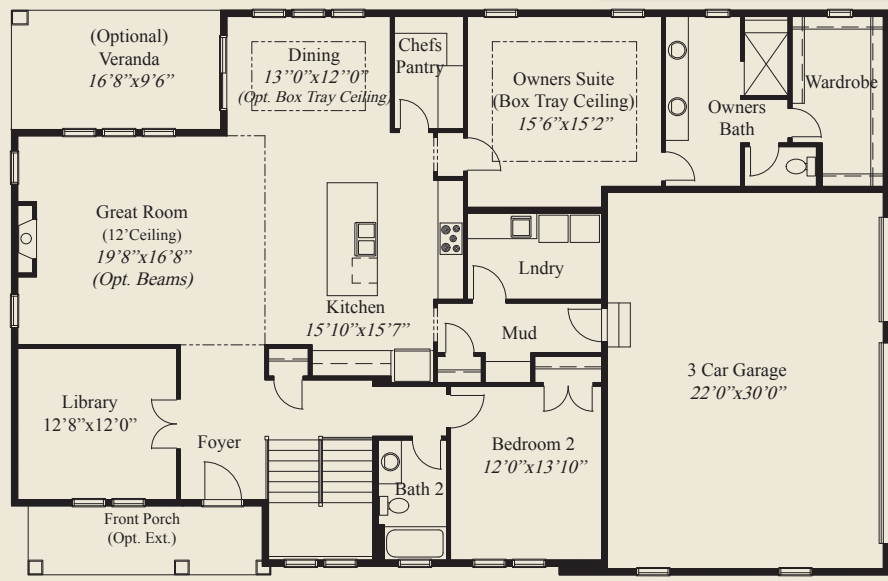 (Optional)
Veranda
16’8”x9’6”
Dining
13’’0”x12’’0”
(Opt. Box Tray Ceiling)
Chefs
Pantry
Owners Suite
(Box Tray Ceiling)
15’6”x15’2”
Owners
Bath
Wardrobe
Great Room
(12’Ceiling)
19’8”x16’8”
(Opt. Beams)
Kitchen
15’10”x15’7”
Lndry
Mud
3 Car Garage
22’0”x30’0”
Library
12’8”x12’0”
Foyer
Bedroom 2
12’0”x13’10”
Bath 2
Front Porch
(Opt. Ext.)